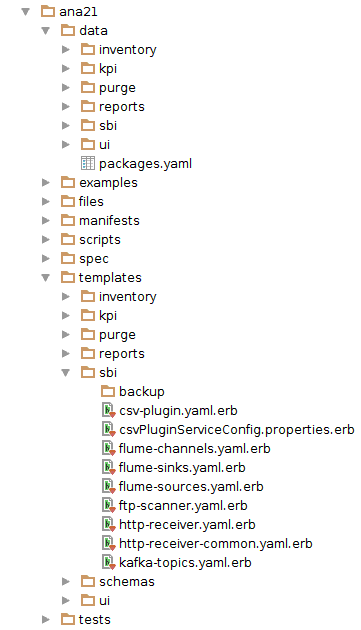 ana21
data
inventory
kpi
purge
reports
sbi
ui
packages.yaml
examples
files
manifests
scripts
spec
templates
inventory
kpi
purge
reports
sbi
backup
csv-plugin.yaml.erb
csvPluginServiceConfig.properties.erb
flume-channels.yaml.erb
flume-sinks.yaml.erb
flume-sources.yaml.erb
ftp-scanner.yaml.erb
http-receiver.yaml.erb
http-receiver-common.yaml.erb
kafka-topics.yaml.erb
schemas
ui
tests